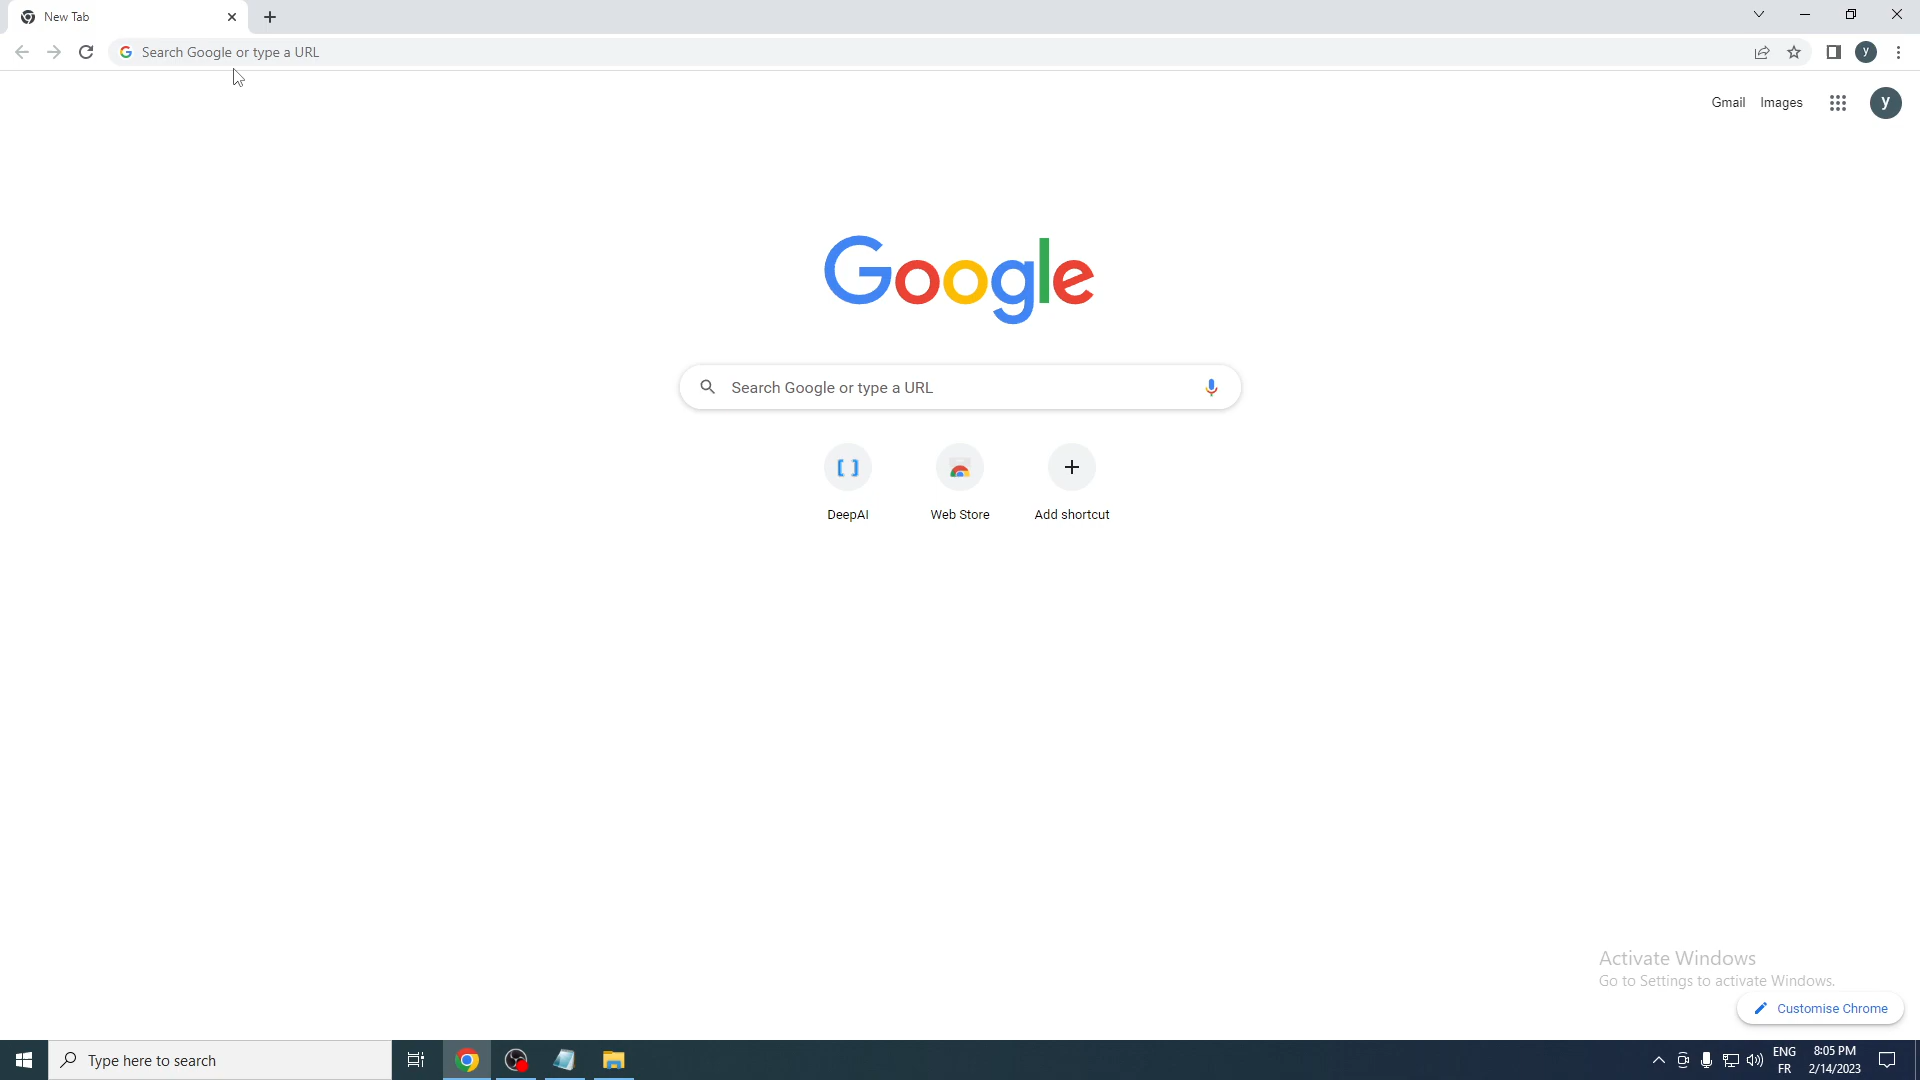 New Tab
Search Google or type a URL
y
Gmail
Images
y
Google
Search Google or type a URL
[ ]
DeepAI
Web Store
Add shortcut
Activate Windows
Go to Settings to activate Windows.
Customise Chrome
Type here to search
ENG
FR
8:05 PM
2/14/2023